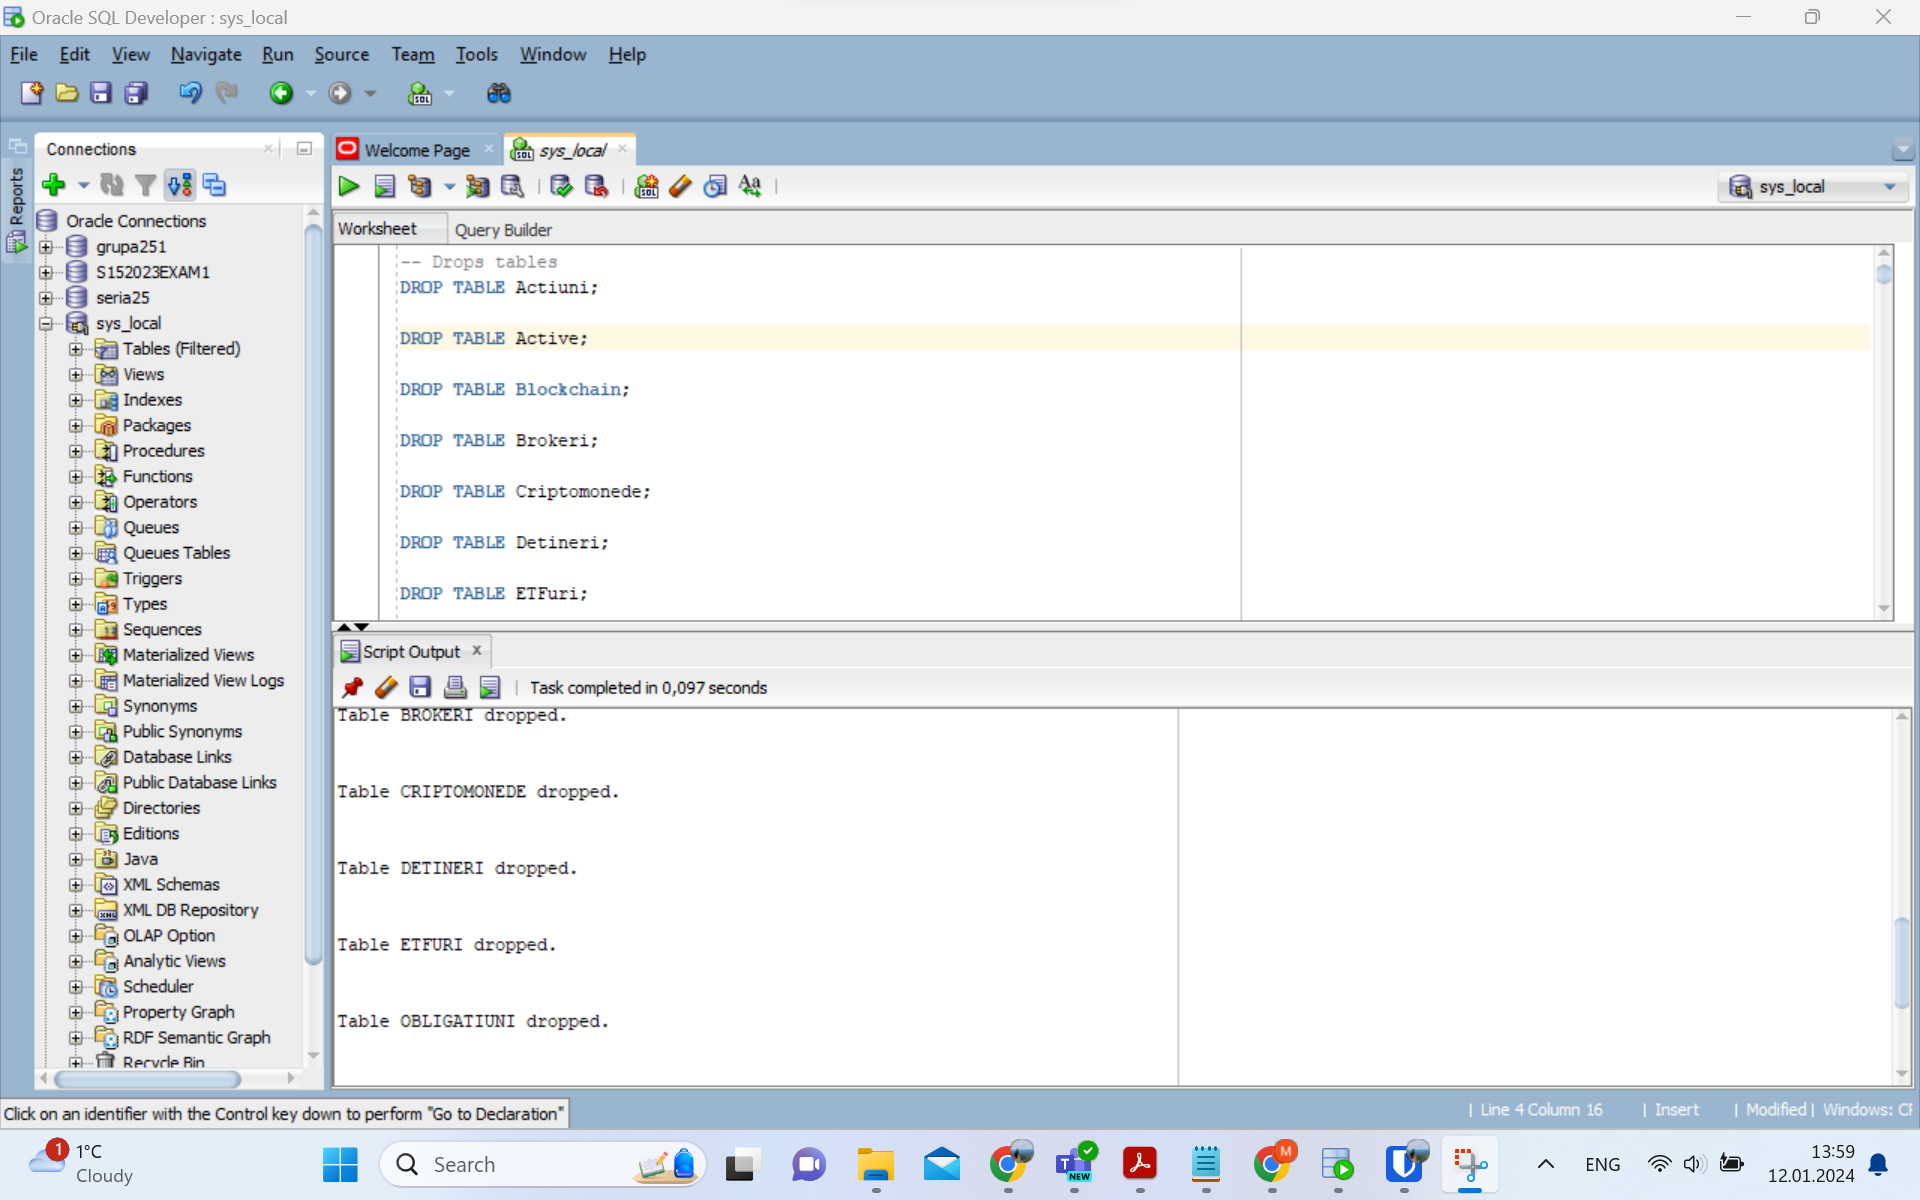 Oracle SQL Developer : sys_local
File Edit View Navigate Run Source Team Tools Window Help
Reports
Connections
Welcome Page
sys_local
sys_local
Oracle Connections
grupa251
S152023EXAM1
seria25
sys_local
Tables (Filtered)
Views
Indexes
Packages
Procedures
Functions
Operators
Queues
Queues Tables
Triggers
Types
Sequences
Materialized Views
Materialized View Logs
Synonyms
Public Synonyms
Database Links
Public Database Links
Directories
Editions
Java
XML Schemas
XML DB Repository
OLAP Option
Analytic Views
Scheduler
Property Graph
RDF Semantic Graph
Recycle Bin
Worksheet Query Builder
-- Drops tables
DROP TABLE Actiuni;
DROP TABLE Active;
DROP TABLE Blockchain;
DROP TABLE Brokeri;
DROP TABLE Criptomonede;
DROP TABLE Detineri;
DROP TABLE ETFuri;
Script Output
Task completed in 0,097 seconds
Table BROKERI dropped.
Table CRIPTOMONEDE dropped.
Table DETINERI dropped.
Table ETFURI dropped.
Table OBLIGATIUNI dropped.
Click on an identifier with the Control key down to perform "Go to Declaration"
| Line 4 Column 16 | Insert | Modified | Windows:
1
1°C
Cloudy
Search
NEW
M
ENG
13:59
12.01.2024